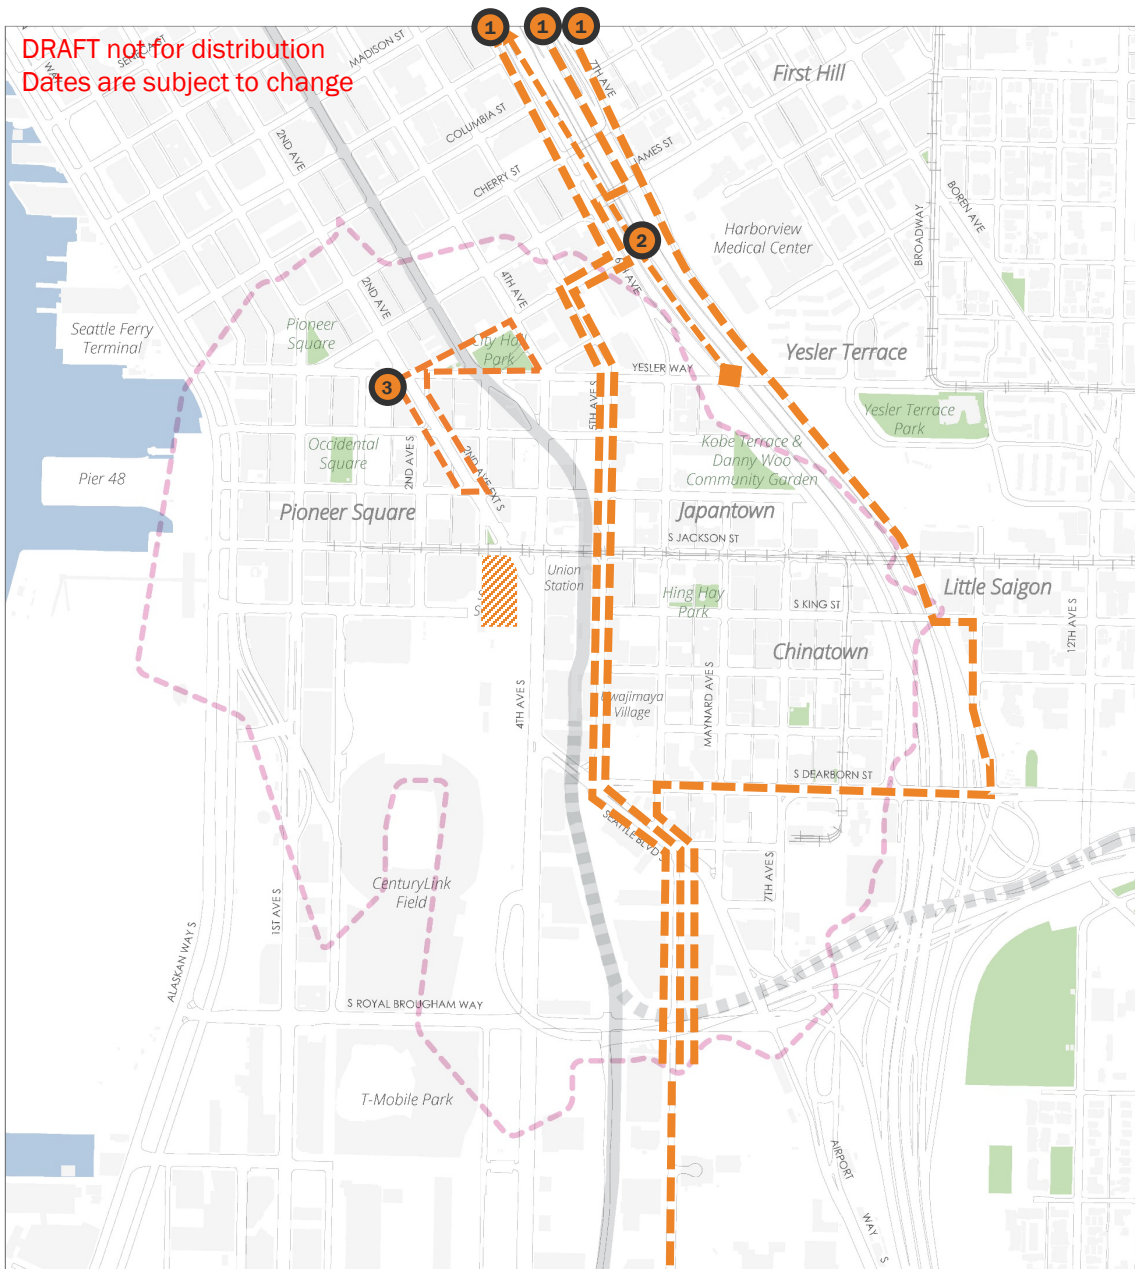 1
1
1
DRAFT not for distribution
Dates are subject to change
SENECA ST
MADISON ST
7TH AVE
First Hill
WAY
COLUMBIA ST
2ND AVE
JAMES ST
CHERRY ST
BOREN AVE
BROADWAY
Harborview
Medical Center
2
6TH AVE
4TH AVE
2ND AVE
Seattle Ferry
Terminal
Pioneer
Square
City Hall
Park
Yesler Terrace
YESLER WAY
3
5TH AVE S
Yesler Terrace
Park
Occidental
Square
2ND AVE S
2ND AVE EXT S
Kobe Terrace &
Danny Woo
Community Garden
Pier 48
Pioneer Square
Japantown
S JACKSON ST
Union
Station
Hing Hay
Park
S KING ST
Little Saigon
12TH AVE S
S
S
Chinatown
4TH AVE S
Uwajimaya
Village
MAYNARD AVE S
S DEARBORN ST
SEATTLE BLVD S
7TH AVE S
CenturyLink
Field
1ST AVE S
ALASKAN WAY S
S ROYAL BROUGHAM WAY
T-Mobile Park
AIRPORT
WAY
S